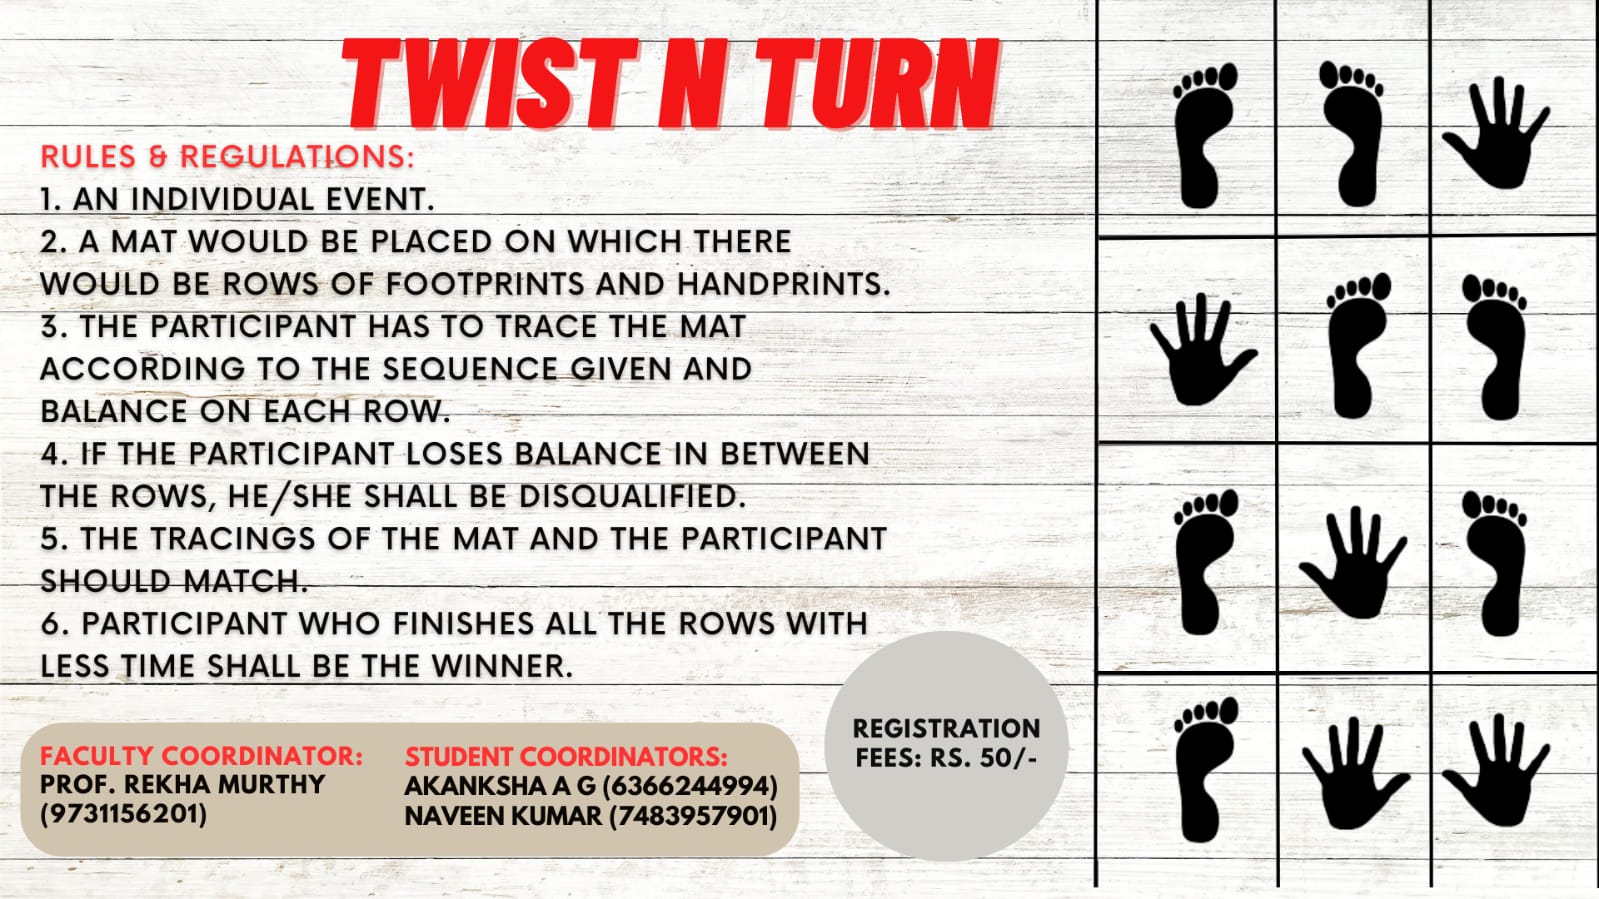 TWIST N TURN
RULES & REGULATIONS:
1. AN INDIVIDUAL EVENT.
2. A MAT WOULD BE PLACED ON WHICH THERE
WOULD BE ROWS OF FOOTPRINTS AND HANDPRINTS.
3. THE PARTICIPANT HAS TO TRACE THE MAT
ACCORDING TO THE SEQUENCE GIVEN AND
BALANCE ON EACH ROW.
4. IF THE PARTICIPANT LOSES BALANCE IN BETWEEN
THE ROWS, HE/SHE SHALL BE DISQUALIFIED.
5. THE TRACINGS OF THE MAT AND THE PARTICIPANT
SHOULD MATCH.
6. PARTICIPANT WHO FINISHES ALL THE ROWS WITH
LESS TIME SHALL BE THE WINNER.
FACULTY COORDINATOR:
PROF. REKHA MURTHY
(9731156201)
STUDENT COORDINATORS:
AKANKSHA A G (6366244994)
NAVEEN KUMAR (7483957901)
REGISTRATION
FEES: RS. 50/-